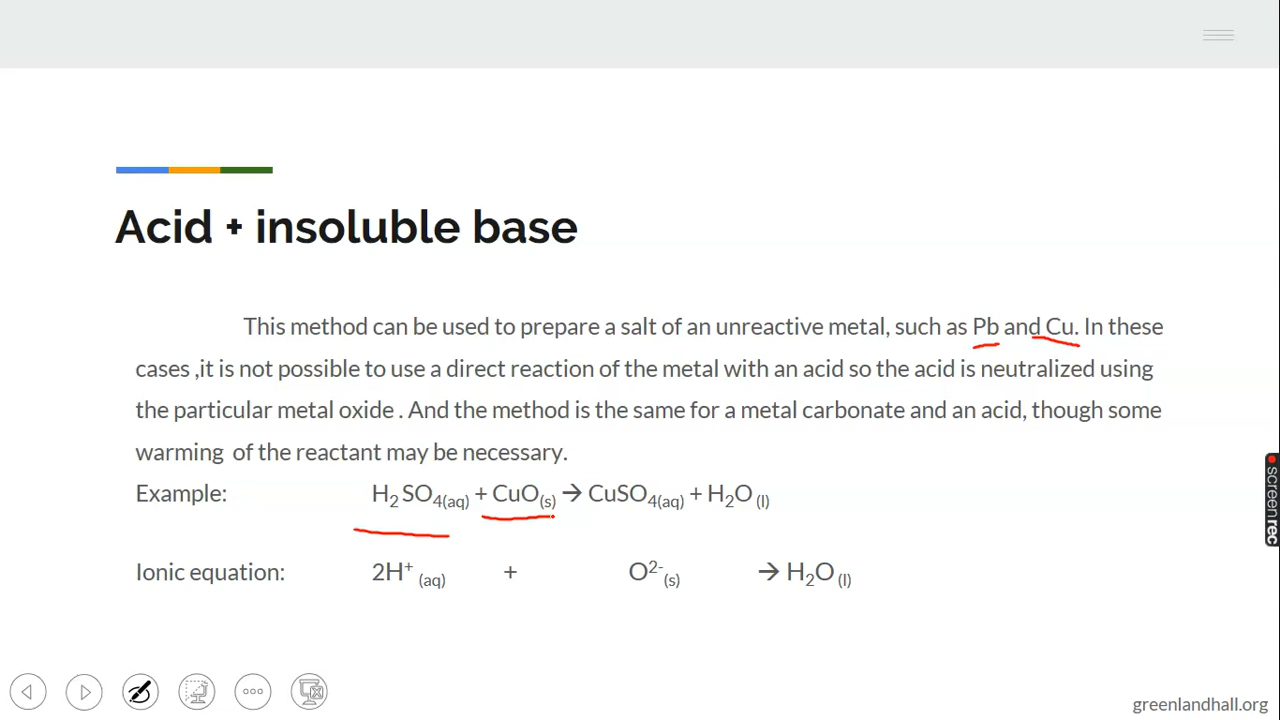 Acid + insoluble base
This method can be used to prepare a salt of an unreactive metal, such as Pb and Cu. In these
cases ,it is not possible to use a direct reaction of the metal with an acid so the acid is neutralized using
the particular metal oxide . And the method is the same for a metal carbonate and an acid, though some
warming of the reactant may be necessary.
Example: H₂SO₄(aq) + CuO(s) → CuSO₄(aq) + H₂O (l)
Ionic equation: 2H⁺ (aq) + O²⁻(s) → H₂O (l)
screenrec
greenlandhall.org